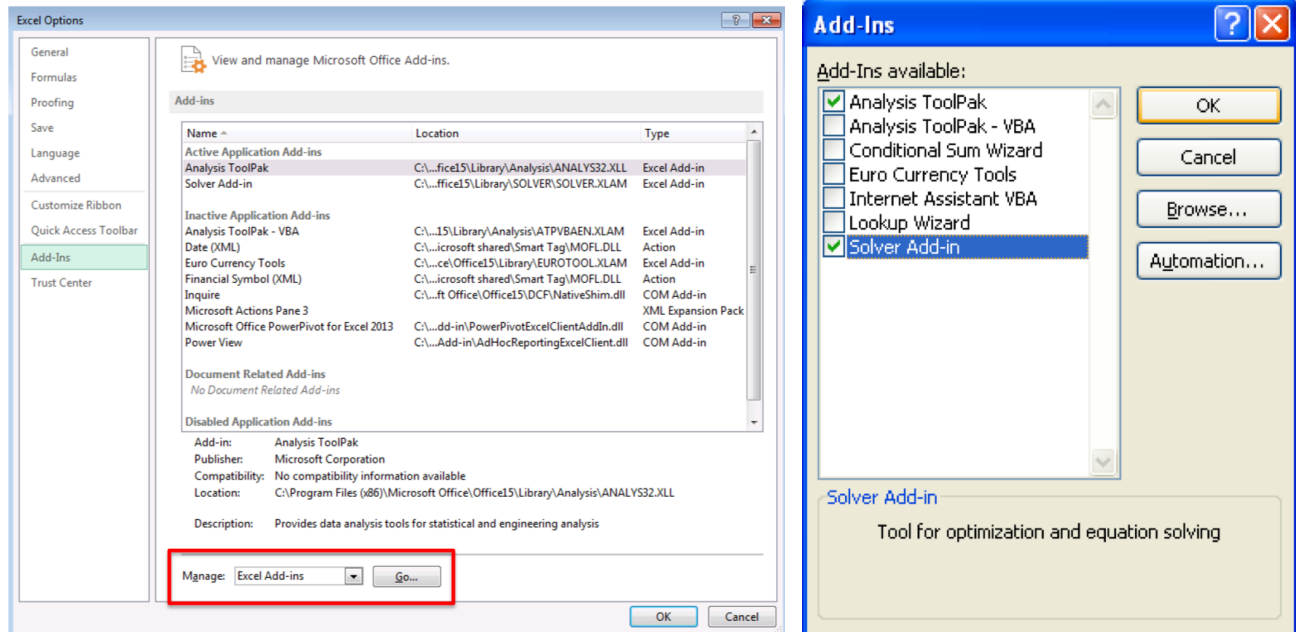 Excel Options
General
Formulas
Proofing
Save
Language
Advanced
Customize Ribbon
Quick Access Toolbar
Add-Ins
Trust Center
View and manage Microsoft Office Add-ins.
Add-ins
Name Location Type
Active Application Add-ins
Analysis ToolPak C:\...fice15\Library\Analysis\ANALYS32.XLL Excel Add-in
Solver Add-in C:\...ffice15\Library\SOLVER\SOLVER.XLAM Excel Add-in
Inactive Application Add-ins
Analysis ToolPak - VBA C:\...15\Library\Analysis\ATPVBAEN.XLAM Excel Add-in
Date (XML) C:\...icrosoft shared\Smart Tag\MOFL.DLL Action
Euro Currency Tools C:\...ce\Office15\Library\EUROTOOL.XLAM Excel Add-in
Financial Symbol (XML) C:\...icrosoft shared\Smart Tag\MOFL.DLL Action
Inquire C:\...ft Office\Office15\DCF\NativeShim.dll COM Add-in
Microsoft Actions Pane 3 XML Expansion Pack
Microsoft Office PowerPivot for Excel 2013 C:\...dd-in\PowerPivotExcelClientAddIn.dll COM Add-in
Power View C:\...Add-in\AdHocReportingExcelClient.dll COM Add-in
Document Related Add-ins
No Document Related Add-ins
Disabled Application Add-ins
Add-in: Analysis ToolPak
Publisher: Microsoft Corporation
Compatibility: No compatibility information available
Location: C:\Program Files (x86)\Microsoft Office\Office15\Library\Analysis\ANALYS32.XLL
Description: Provides data analysis tools for statistical and engineering analysis
Manage: Excel Add-ins Go...
OK Cancel
Add-Ins
Add-Ins available:
Analysis ToolPak
Analysis ToolPak - VBA
Conditional Sum Wizard
Euro Currency Tools
Internet Assistant VBA
Lookup Wizard
Solver Add-in
OK
Cancel
Browse...
Automation...
Solver Add-in
Tool for optimization and equation solving